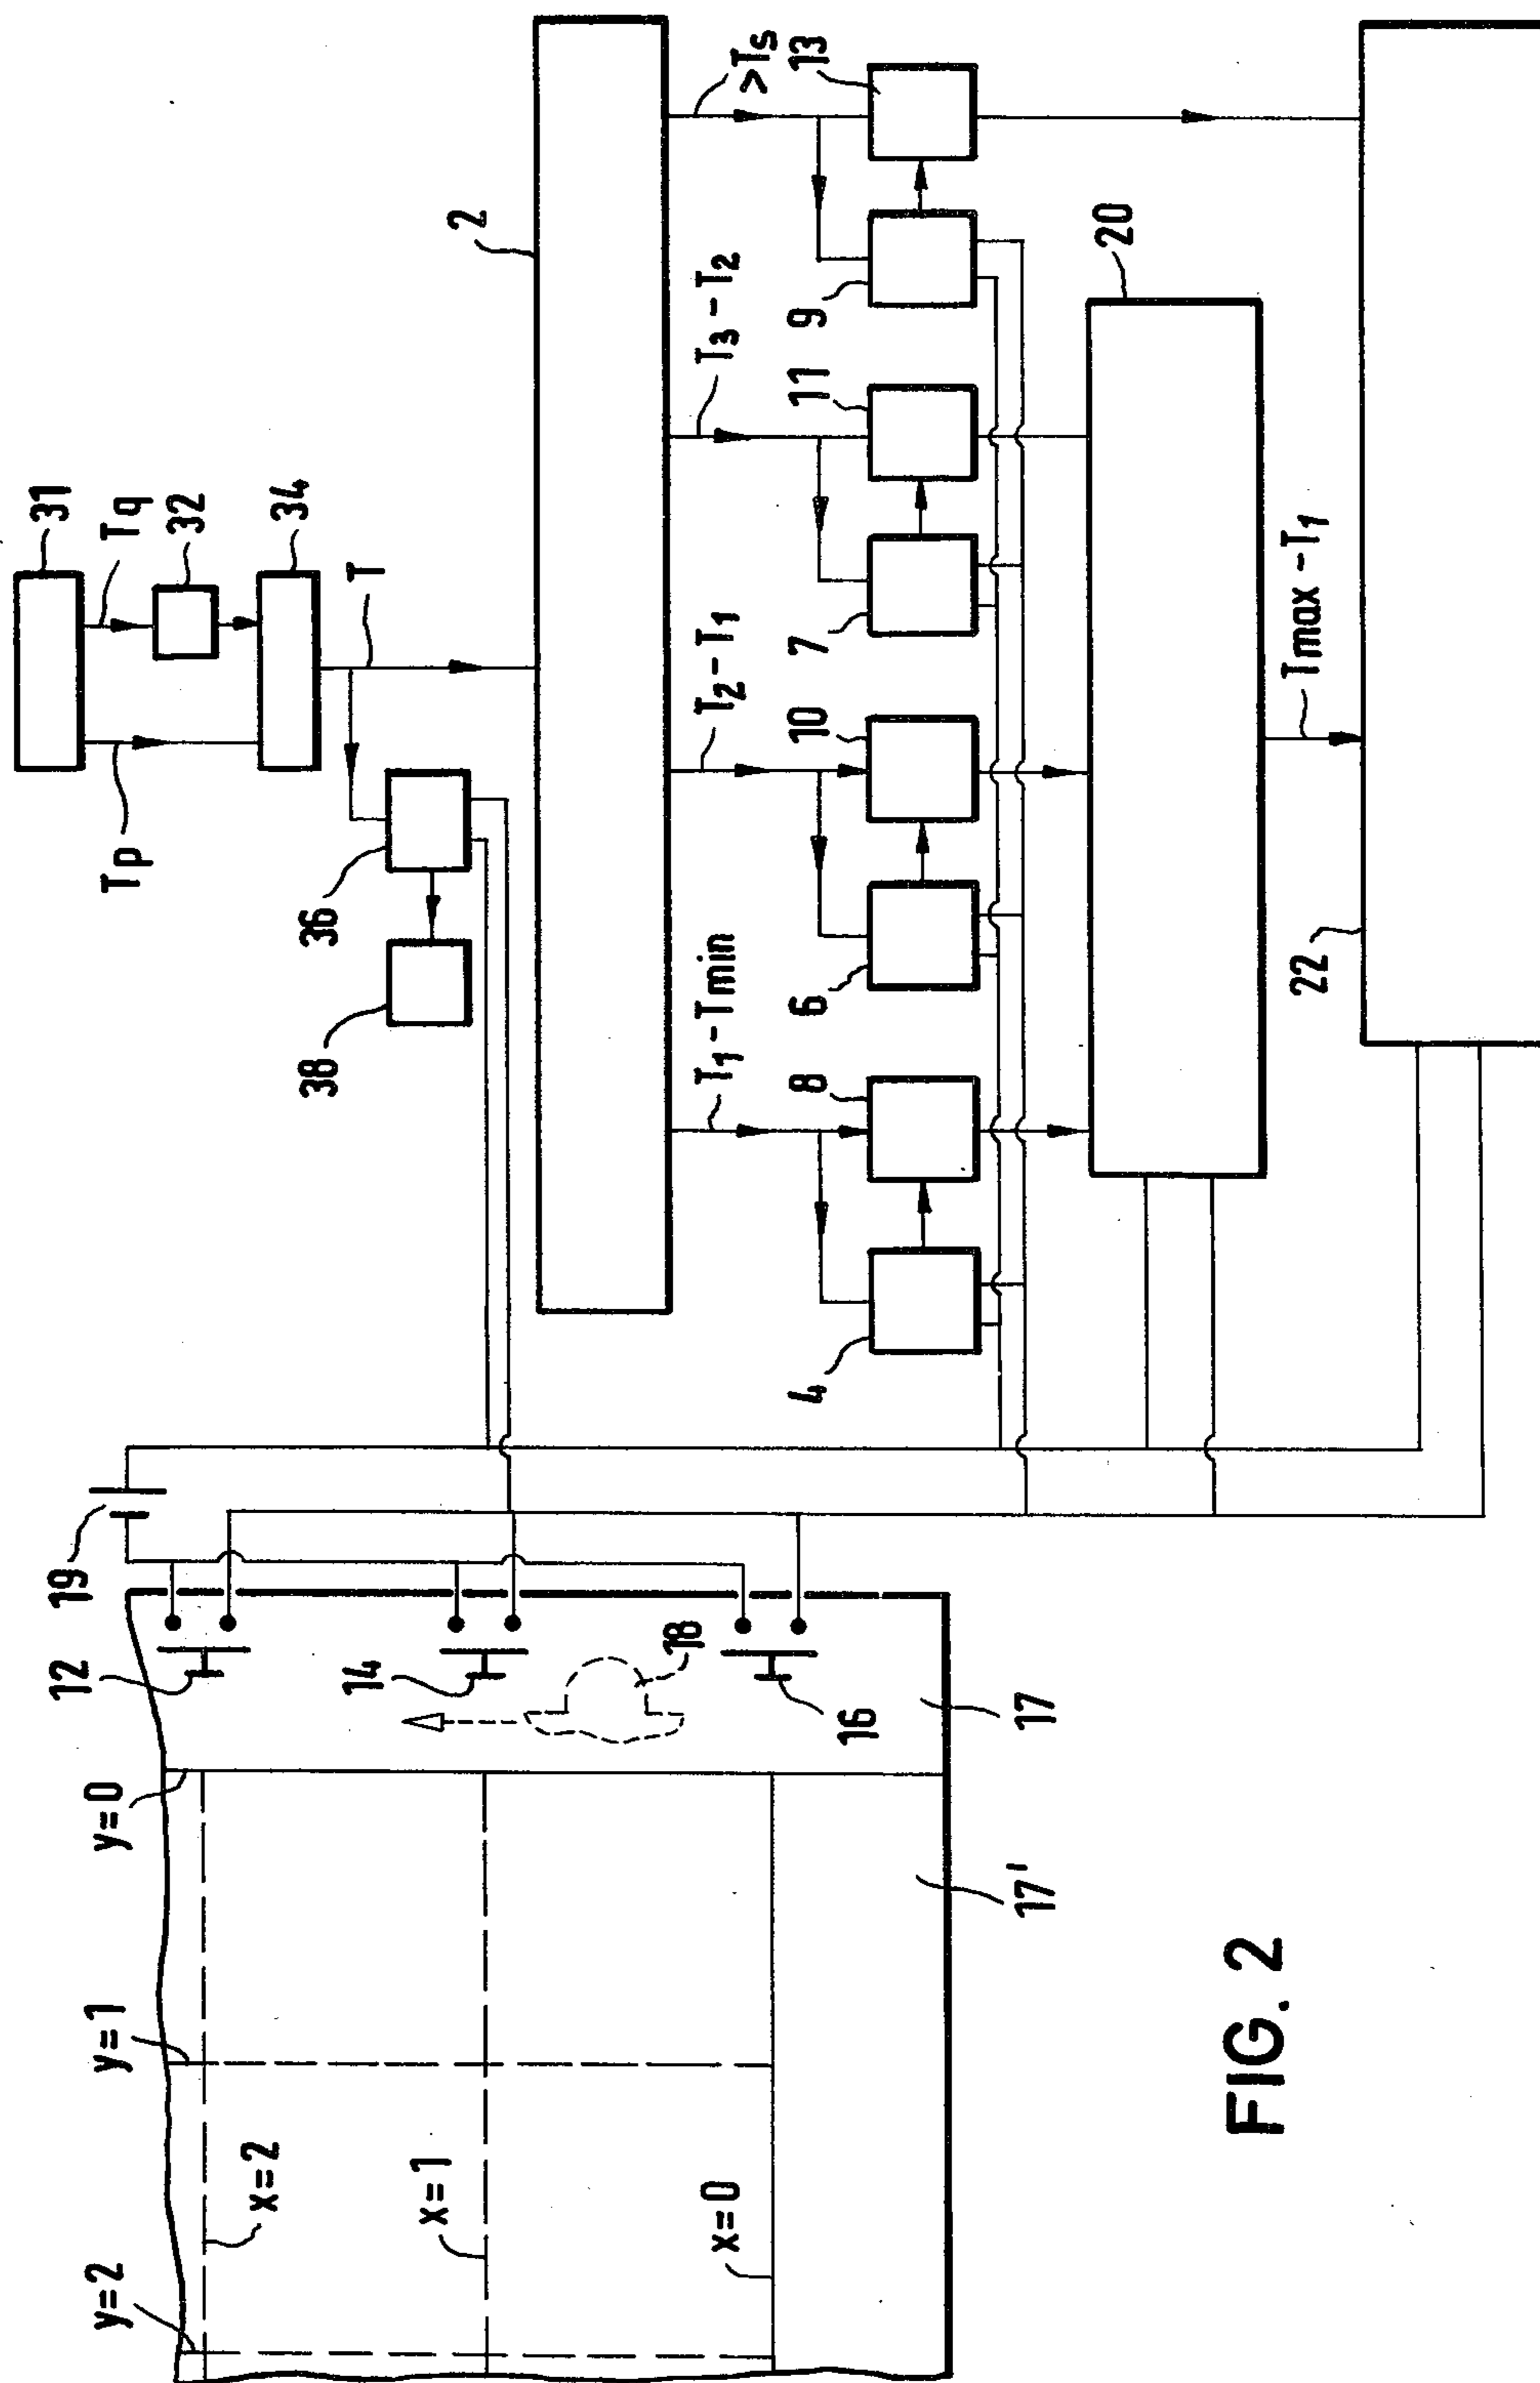 31
Tq
32
34
Tp
T
36
38
2
T1-Tmin
T2-T1
T3-T2
>Ts
4
8
6
10
7
11
9
13
20
Tmax-T1
22
19
12
14
18
16
17
17'
y=0
y=1
y=2
x=2
x=1
x=0
FIG. 2